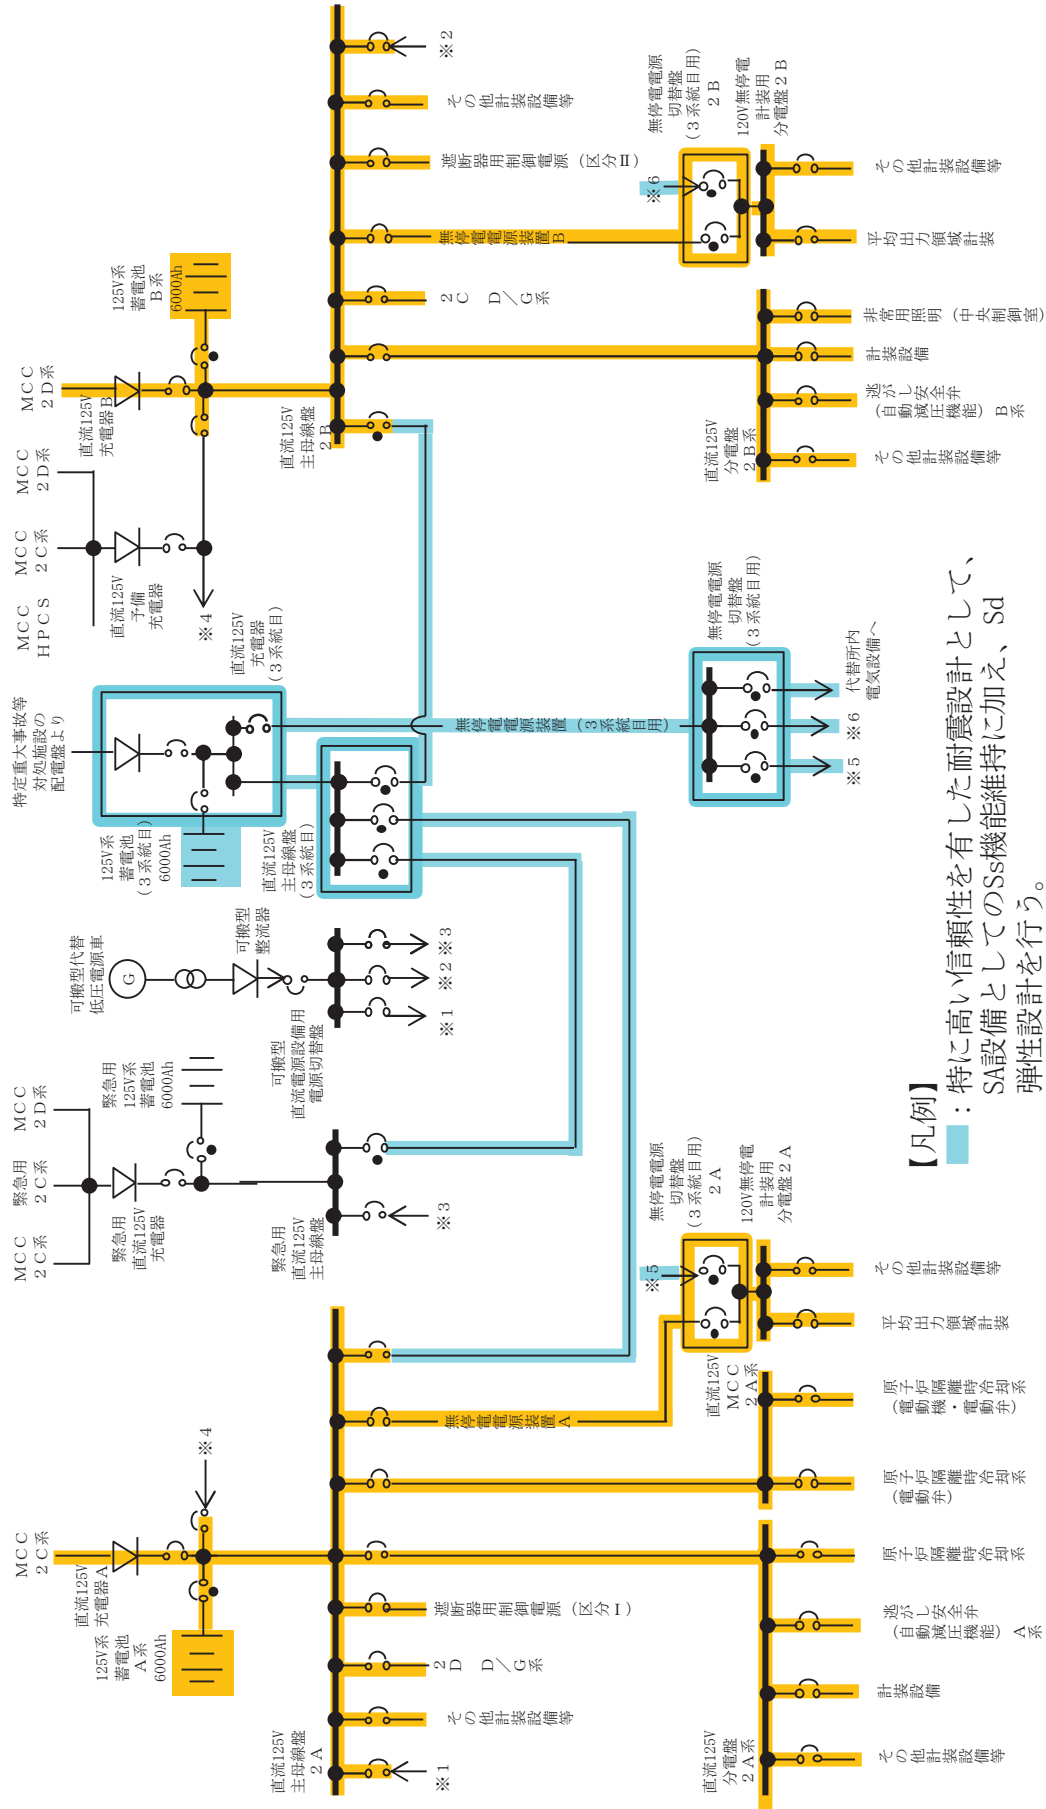 MCC
2C系
直流125V
充電器A
125V系
蓄電池
A系
6000Ah
※4
直流125V
主母線盤
2A
※1
その他計装設備等
2D D/G系
遮断器用制御電源(区分Ⅰ)
無停電電源装置A
直流125V
分電盤
2A系
その他計装設備等
計装設備
逃がし安全弁
(自動減圧機能) A系
原子炉隔離時冷却系
直流125V
MCC
2A系
原子炉隔離時冷却系
(電動弁)
原子炉隔離時冷却系
(電動機・電動弁)
無停電電源
切替盤
(3系統目用)
2A
※5
120V無停電
計装用
分電盤2A
平均出力領域計装
その他計装設備等
MCC
2C系
緊急用
2C系
MCC
2D系
緊急用
直流125V
充電器
緊急用
125V系
蓄電池
6000Ah
緊急用
直流125V
主母線盤
※3
可搬型代替
低圧電源車
G
可搬型
整流器
可搬型
直流電源設備用
電源切替盤
※1
※2
※3
特定重大事故等
対処施設の
配電盤より
125V系
蓄電池
(3系統目)
6000Ah
直流125V
充電器
(3系統目)
直流125V
主母線盤
(3系統目)
無停電電源装置(3系統目用)
無停電電源
切替盤
(3系統目用)
※5
※6
代替所内
電気設備へ
MCC
HPCS
MCC
2C系
MCC
2D系
直流125V
予備
充電器
※4
MCC
2D系
直流125V
充電器B
125V系
蓄電池
B系
6000Ah
直流125V
主母線盤
2B
2C D/G系
無停電電源装置B
遮断器用制御電源(区分Ⅱ)
その他計装設備等
※2
直流125V
分電盤
2B系
その他計装設備等
逃がし安全弁
(自動減圧機能) B系
計装設備
非常用照明(中央制御室)
無停電電源
切替盤
(3系統目用)
2B
※6
120V無停電
計装用
分電盤2B
平均出力領域計装
その他計装設備等
【凡例】
:特に高い信頼性を有した耐震設計として、
SA設備としてのSs機能維持に加え、Sd
弾性設計を行う。